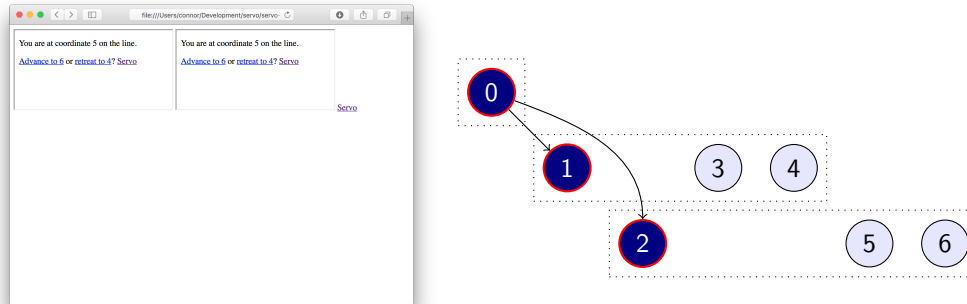 file:///Users/connor/Development/servo/servo-
You are at coordinate 5 on the line.
Advance to 6 or retreat to 4? Servo
You are at coordinate 5 on the line.
Advance to 6 or retreat to 4? Servo
Servo
0
1 3 4
2 5 6